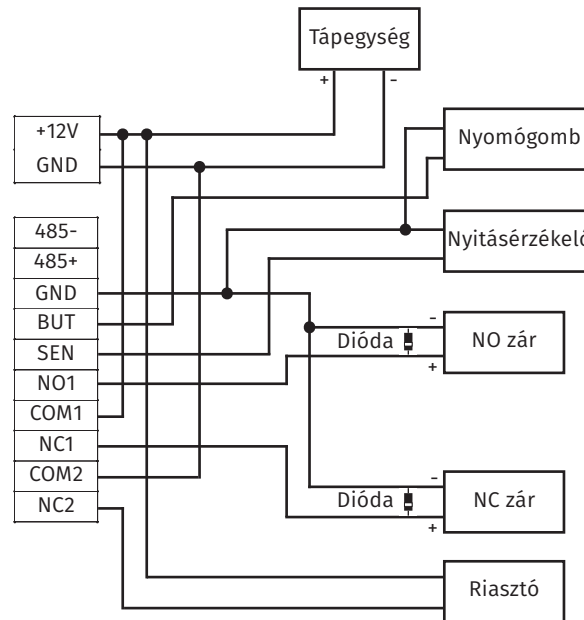 Tápegység
+ -
+12V
GND
Nyomógomb
485-
485+
GND
BUT
SEN
NO1
COM1
NC1
COM2
NC2
Nyitásérzékelő
-
Dióda
NO zár
+
-
Dióda
NC zár
+
Riasztó